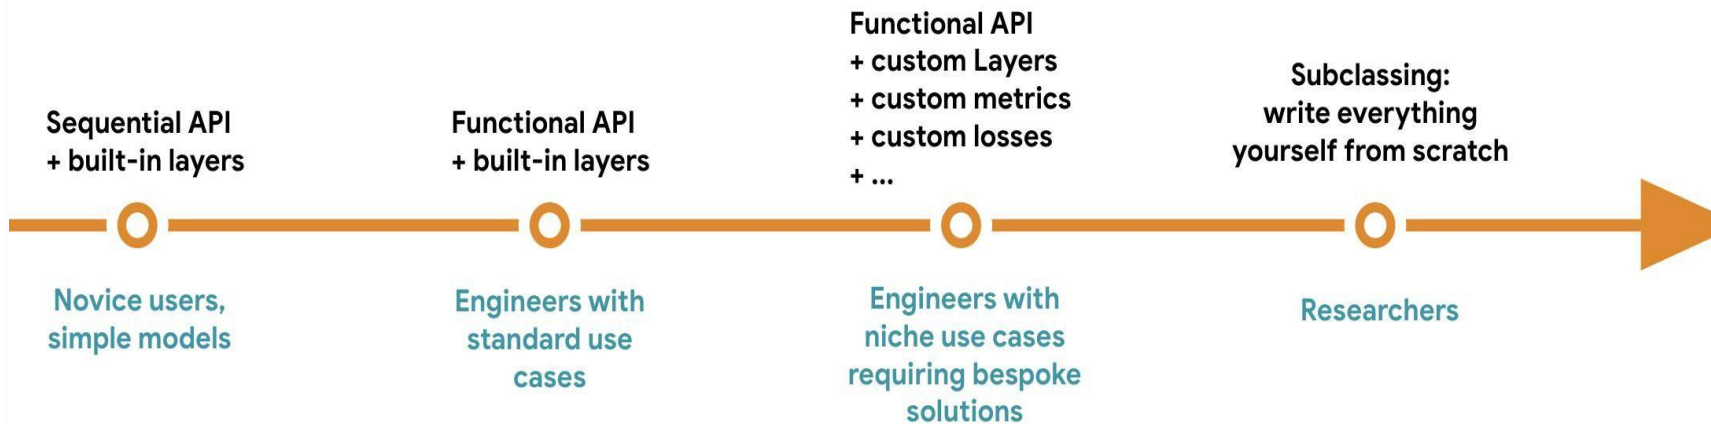 Sequential API
+ built-in layers
Functional API
+ built-in layers
Functional API
+ custom Layers
+ custom metrics
+ custom losses
+ ...
Subclassing:
write everything
yourself from scratch
Novice users,
simple models
Engineers with
standard use
cases
Engineers with
niche use cases
requiring bespoke
solutions
Researchers